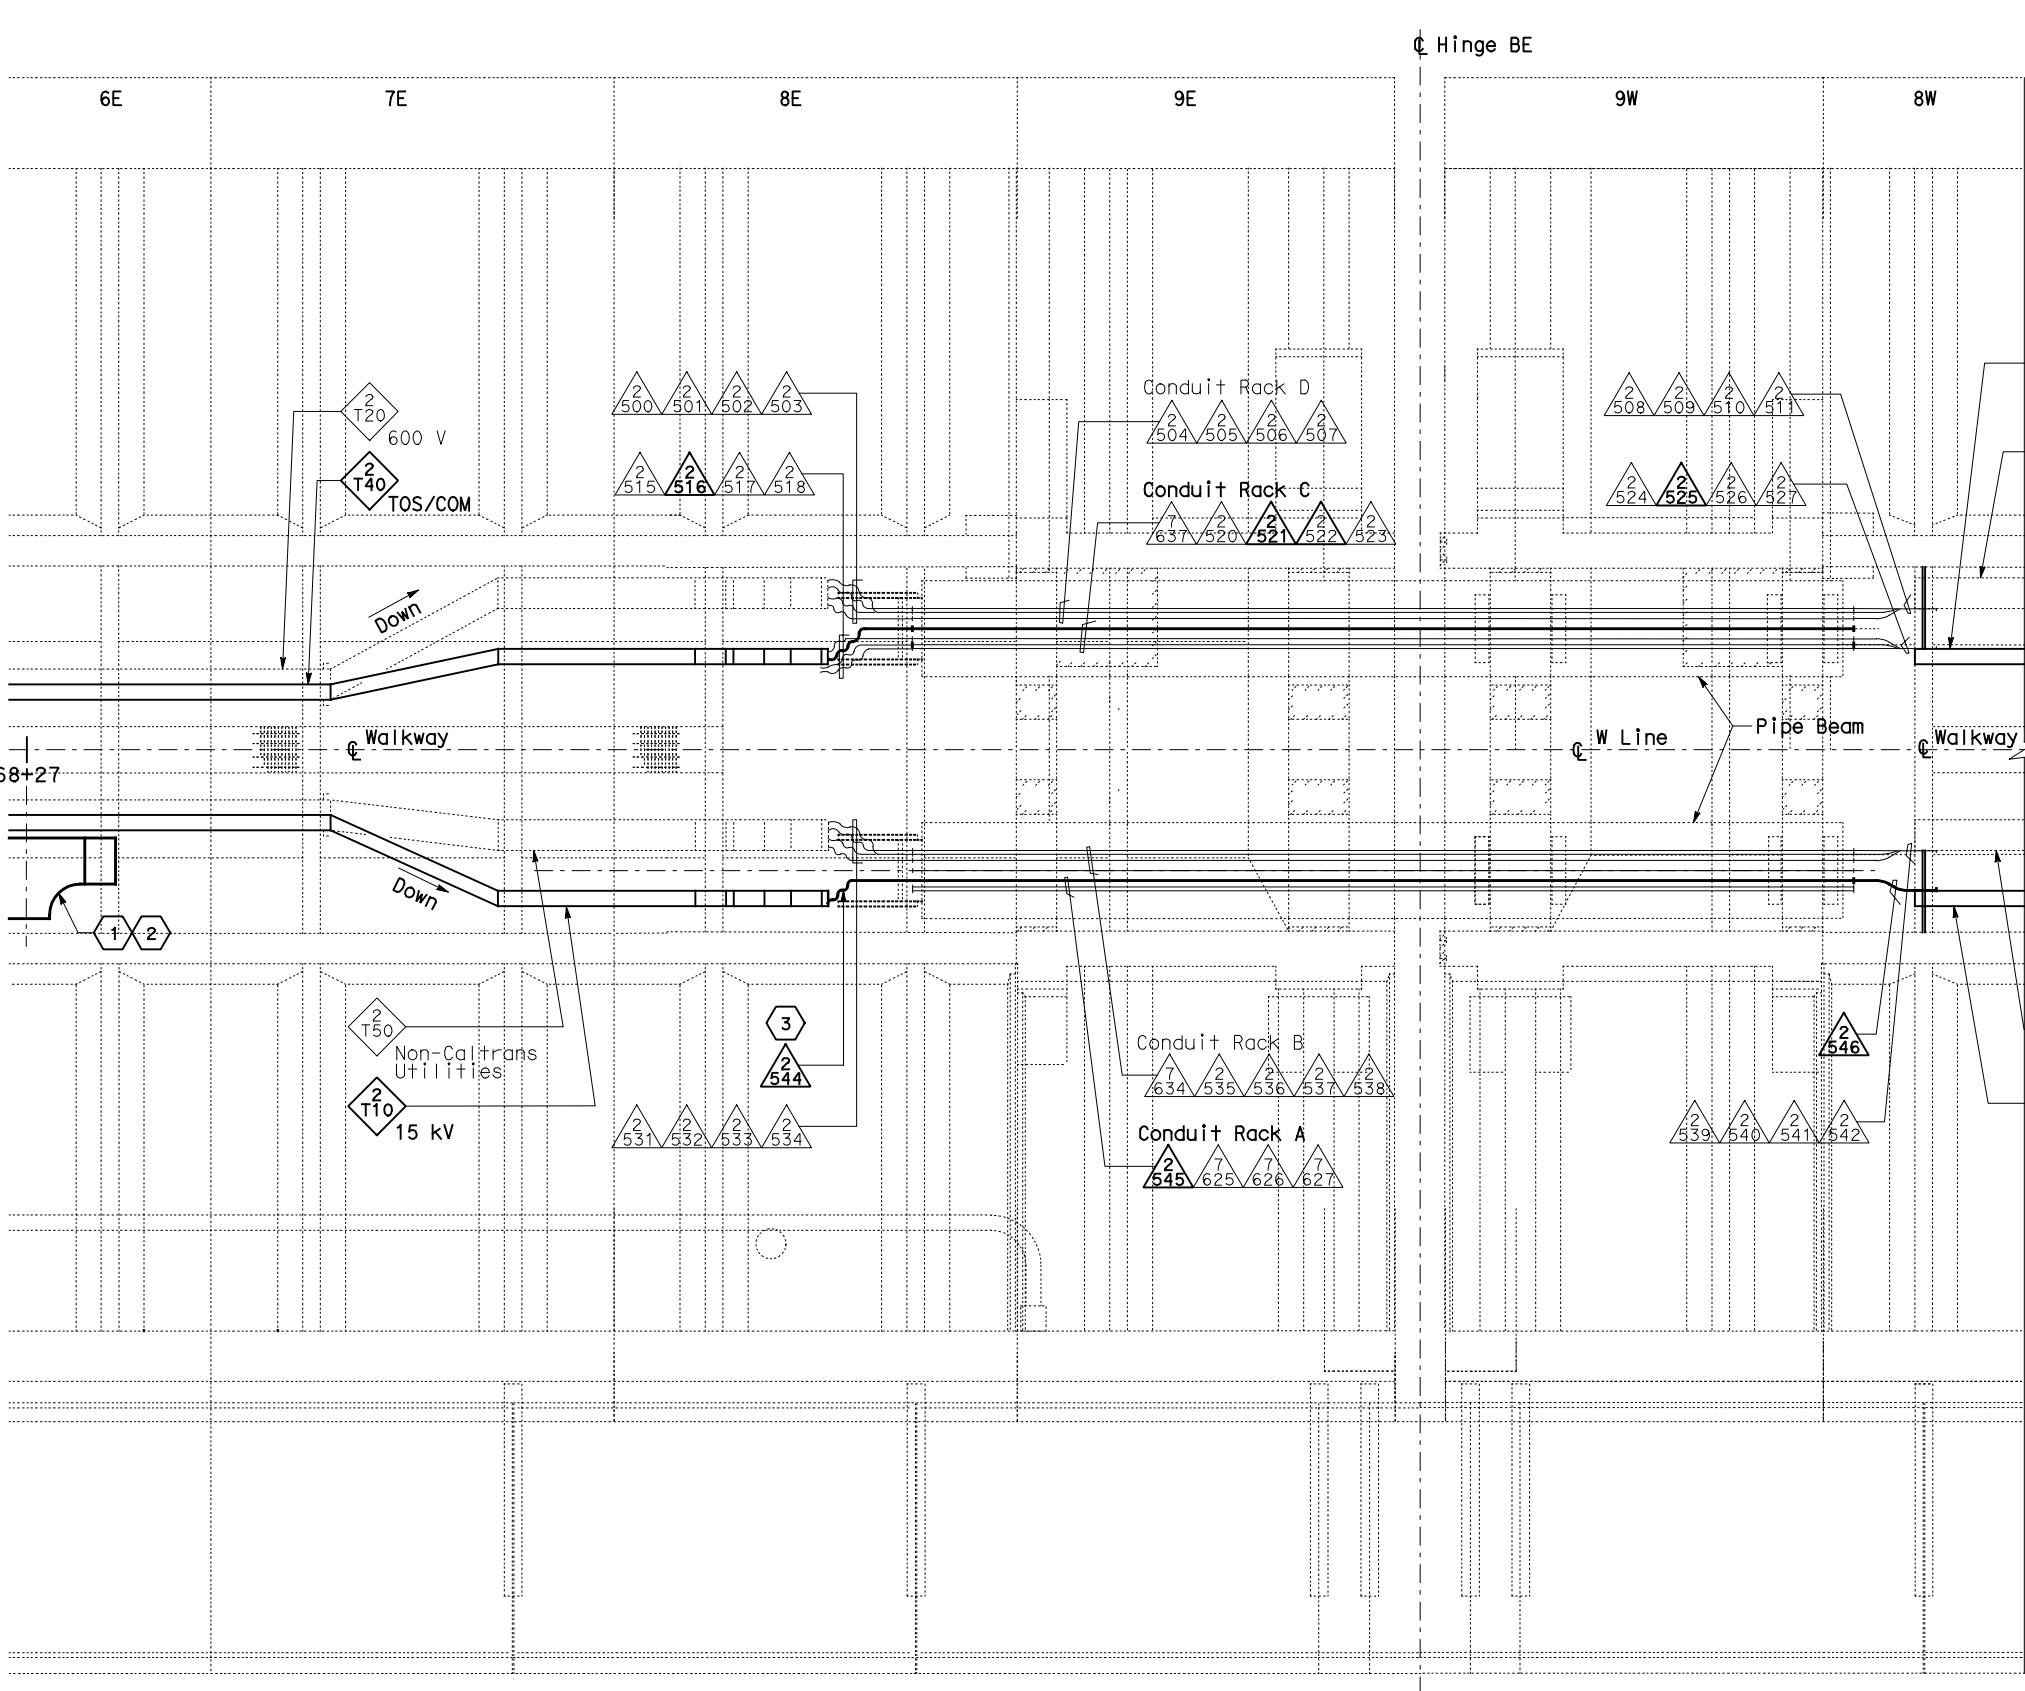 ℄ Hinge BE
6E 7E 8E 9E 9W 8W
2 T20
600 V
2 T40
TOS/COM
2 500 2 501 2 502 2 503
2 515 2 516 2 517 2 518
Conduit Rack D
2 504 2 505 2 506 2 507
Conduit Rack C
7 637 2 520 2 521 2 522 2 523
2 508 2 509 2 510 2 511
2 524 2 525 2 526 2 527
Down
℄ Walkway
Pipe Beam
℄ W Line
℄ Walkway
68+27
Down
1 2
2 T50
Non-Caltrans
Utilities
2 T10
15 kV
3
2 544
2 531 2 532 2 533 2 534
Conduit Rack B
7 634 2 535 2 536 2 537 2 538
Conduit Rack A
2 545 7 625 7 626 7 627
2 546
2 539 2 540 2 541 2 542